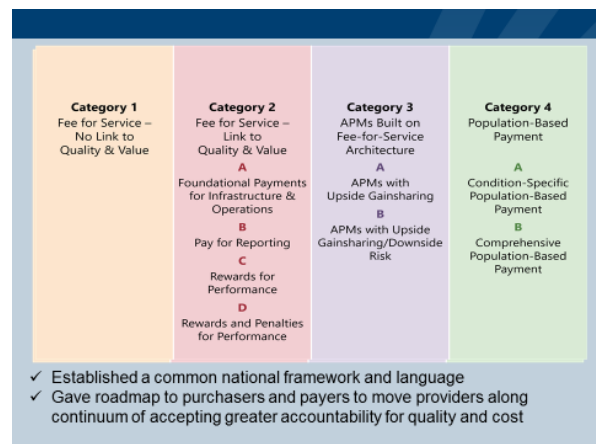 Category 1
Fee for Service –
No Link to
Quality & Value
Category 2
Fee for Service –
Link to
Quality & Value
A
Foundational Payments
for Infrastructure &
Operations
B
Pay for Reporting
C
Rewards for
Performance
D
Rewards and Penalties
for Performance
Category 3
APMs Built on
Fee-for-Service
Architecture
A
APMs with
Upside Gainsharing
B
APMs with Upside
Gainsharing/Downside
Risk
Category 4
Population-Based
Payment
A
Condition-Specific
Population-Based
Payment
B
Comprehensive
Population-Based
Payment
✓ Established a common national framework and language
✓ Gave roadmap to purchasers and payers to move providers along
continuum of accepting greater accountability for quality and cost